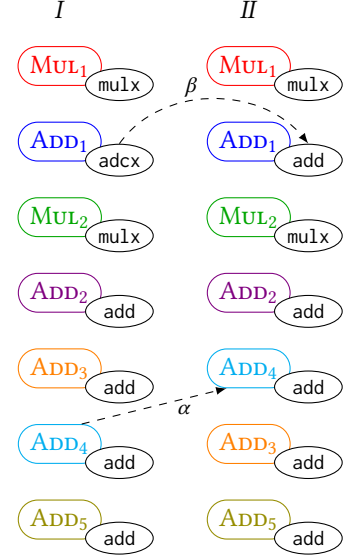 I II
MUL₁ mulx MUL₁ mulx
β
ADD₁ adcx ADD₁ add
MUL₂ mulx MUL₂ mulx
ADD₂ add ADD₂ add
ADD₃ add ADD₄ add
α
ADD₄ add ADD₃ add
ADD₅ add ADD₅ add